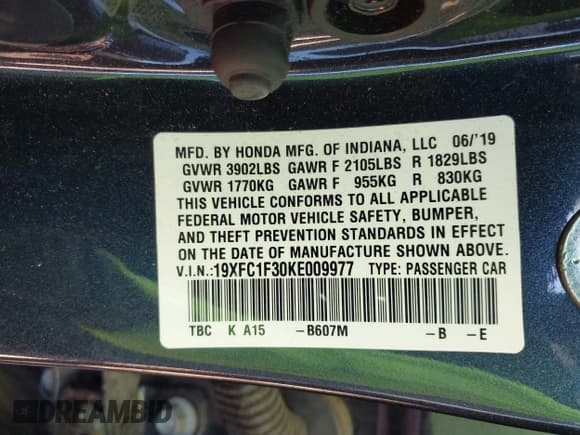 MFD. BY HONDA MFG. OF INDIANA, LLC 06/'19
GVWR 3902LBS GAWR F 2105LBS R 1829LBS
GVWR 1770KG GAWR F 955KG R 830KG
THIS VEHICLE CONFORMS TO ALL APPLICABLE
FEDERAL MOTOR VEHICLE SAFETY, BUMPER,
AND THEFT PREVENTION STANDARDS IN EFFECT
ON THE DATE OF MANUFACTURE SHOWN ABOVE.
V.I.N.:19XFC1F30KE009977 TYPE: PASSENGER CAR
TBC K A15 -B607M -B -E
DREAMBID